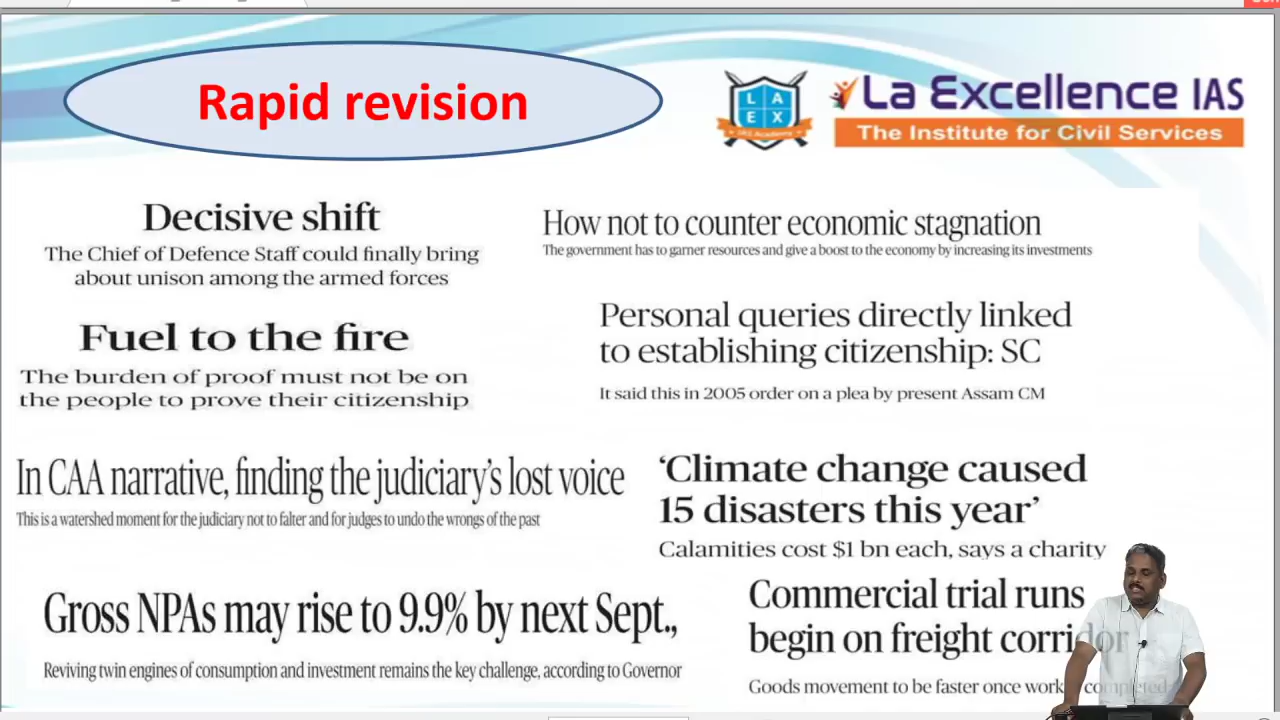 Rapid revision
L A
E X
IAS Academy
La Excellence IAS
The Institute for Civil Services
Decisive shift
The Chief of Defence Staff could finally bring
about unison among the armed forces
How not to counter economic stagnation
The government has to garner resources and give a boost to the economy by increasing its investments
Fuel to the fire
The burden of proof must not be on
the people to prove their citizenship
Personal queries directly linked
to establishing citizenship: SC
It said this in 2005 order on a plea by present Assam CM
In CAA narrative, finding the judiciary's lost voice
This is a watershed moment for the judiciary not to falter and for judges to undo the wrongs of the past
‘Climate change caused
15 disasters this year’
Calamities cost $1 bn each, says a charity
Gross NPAs may rise to 9.9% by next Sept.,
Reviving twin engines of consumption and investment remains the key challenge, according to Governor
Commercial trial runs
begin on freight corridor
Goods movement to be faster once work completed